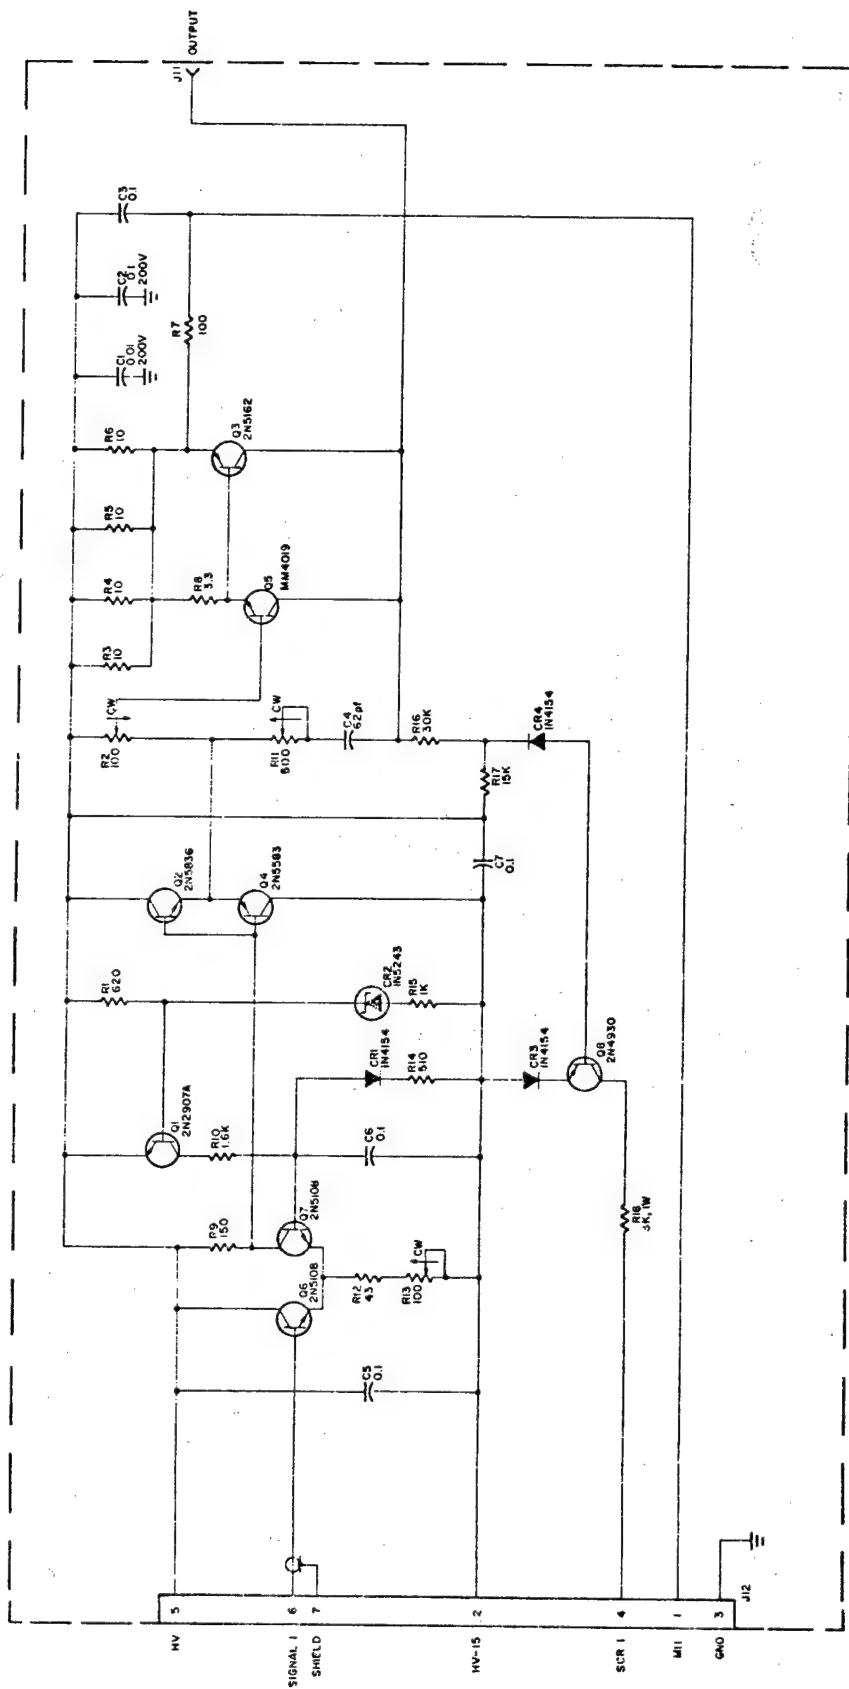 HV
5
SIGNAL 1
6
SHIELD
7
HV-15
2
SCR 1
4
M11
1
GND
3
J12
C5
0.1
Q6
2N5108
R12
43
R13
100
CW
R9
150
Q7
2N5108
Q1
2N2907A
R10
1.6K
C6
0.1
CR1
1N4154
R14
510
CR3
1N4154
Q8
2N4930
R18
3K, 1W
R1
620
CR2
1N5243
R15
1K
Q2
2N5836
Q4
2N5583
C7
0.1
R17
15K
CR4
1N4154
R2
100
CW
R11
500
CW
C4
62pf
R16
30K
R3
10
R4
10
R8
3.3
Q5
MM4019
R5
10
R6
10
Q3
2N5162
C1
0.01
200V
R7
100
C2
0.1
200V
C3
0.1
J11
OUTPUT